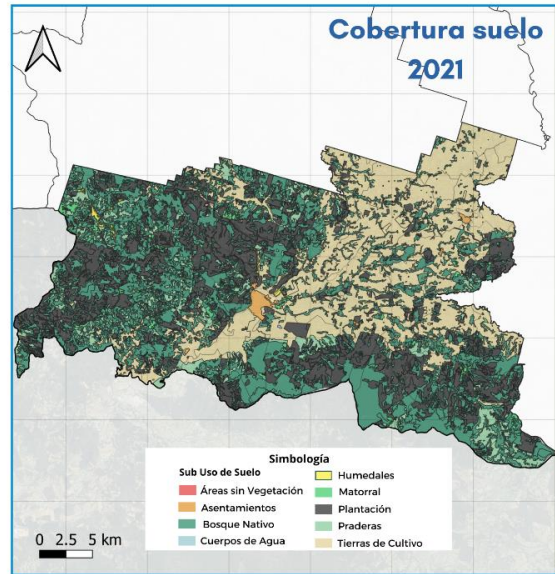 Cobertura suelo
2021
Simbología
Sub Uso de Suelo
Áreas sin Vegetación
Asentamientos
Bosque Nativo
Cuerpos de Agua
Humedales
Matorral
Plantación
Praderas
Tierras de Cultivo
0 2.5 5 km